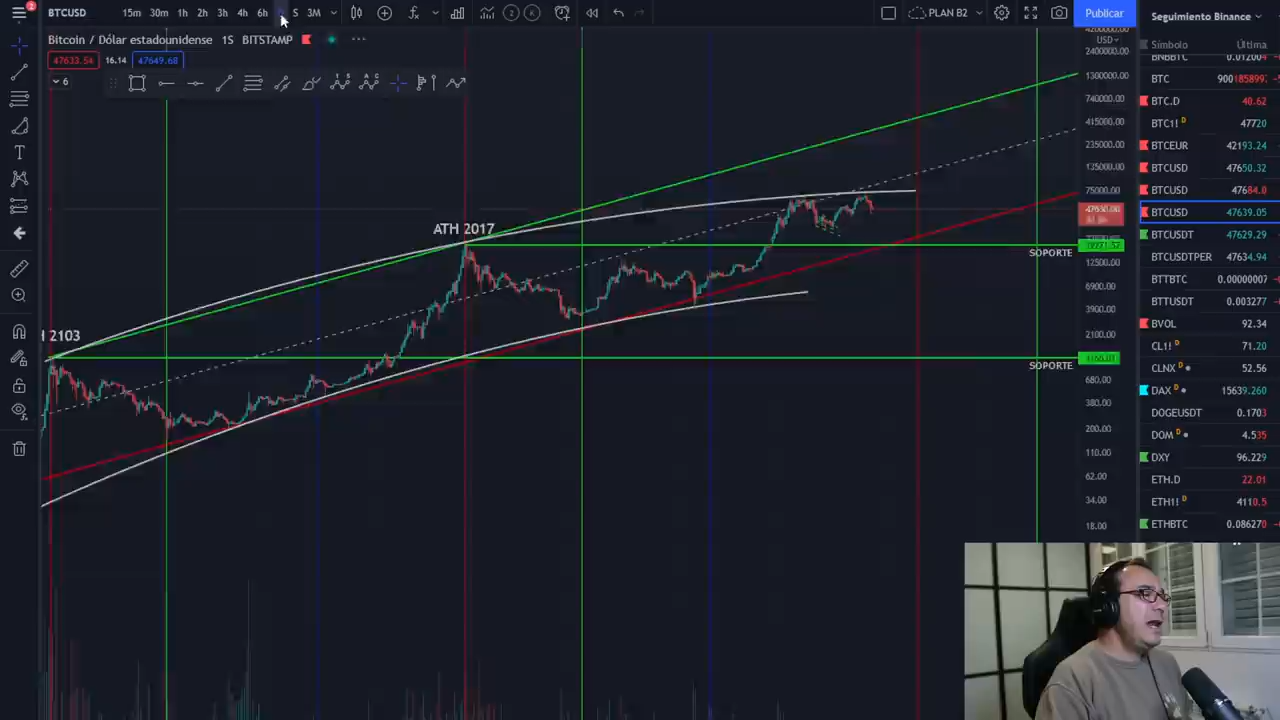 2
BTCUSD 15m 30m 1h 2h 3h 4h 6h S 3M PLAN B2 Publicar
Bitcoin / Dólar estadounidense 1S BITSTAMP
47633.54 16.14 47649.68
6
USD
2400000.00
1300000.00
740000.00
415000.00
235000.00
135000.00
75000.00
12500.00
6900.00
3900.00
2100.00
680.00
380.00
200.00
110.00
62.00
34.00
18.00
ATH 2017
2103
SOPORTE
SOPORTE
Seguimiento Binance
Símbolo Última
BNBBTC
BTC
BTC.D 40.62
BTC1! D 47720
BTCEUR 42193.24
BTCUSD 47650.32
BTCUSD 47684.0
BTCUSD 47639.05
BTCUSDT 47629.29
BTCUSDTPER 47634.94
BTTBTC 0.00000007
BTTUSDT 0.003277
BVOL 92.34
CL1! D 71.20
CLNX D 52.56
DAX D 15639.260
DOGEUSDT 0.1703
DOM D 4.535
DXY 96.229
ETH.D 22.01
ETH1! D 4110.5
ETHBTC 0.086270